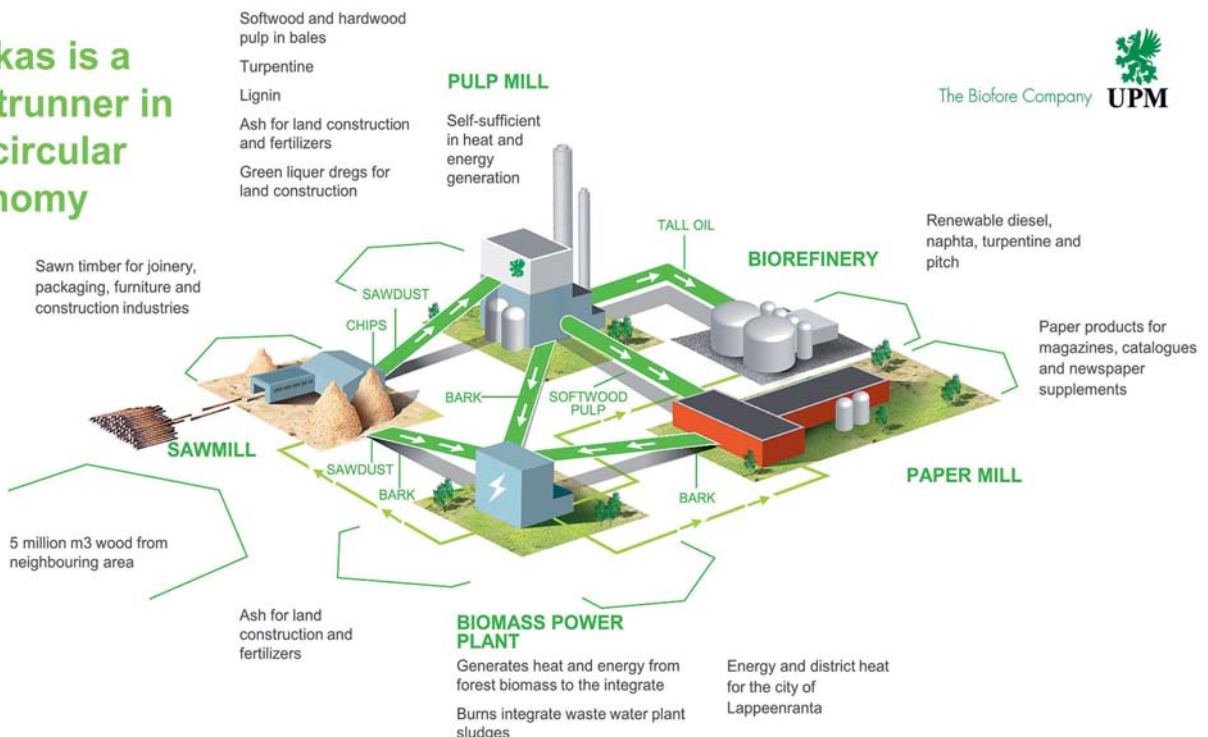 kas is a
trunner in
circular
nomy
Softwood and hardwood
pulp in bales
Turpentine
Lignin
Ash for land construction
and fertilizers
Green liquer dregs for
land construction
PULP MILL
Self-sufficient
in heat and
energy
generation
The Biofore Company UPM
Sawn timber for joinery,
packaging, furniture and
construction industries
SAWDUST
CHIPS
TALL OIL
BIOREFINERY
Renewable diesel,
naphta, turpentine and
pitch
Paper products for
magazines, catalogues
and newspaper
supplements
BARK
SOFTWOOD
PULP
SAWMILL
SAWDUST
BARK
BARK
PAPER MILL
5 million m3 wood from
neighbouring area
Ash for land
construction and
fertilizers
BIOMASS POWER
PLANT
Generates heat and energy from
forest biomass to the integrate
Burns integrate waste water plant
sludges
Energy and district heat
for the city of
Lappeenranta